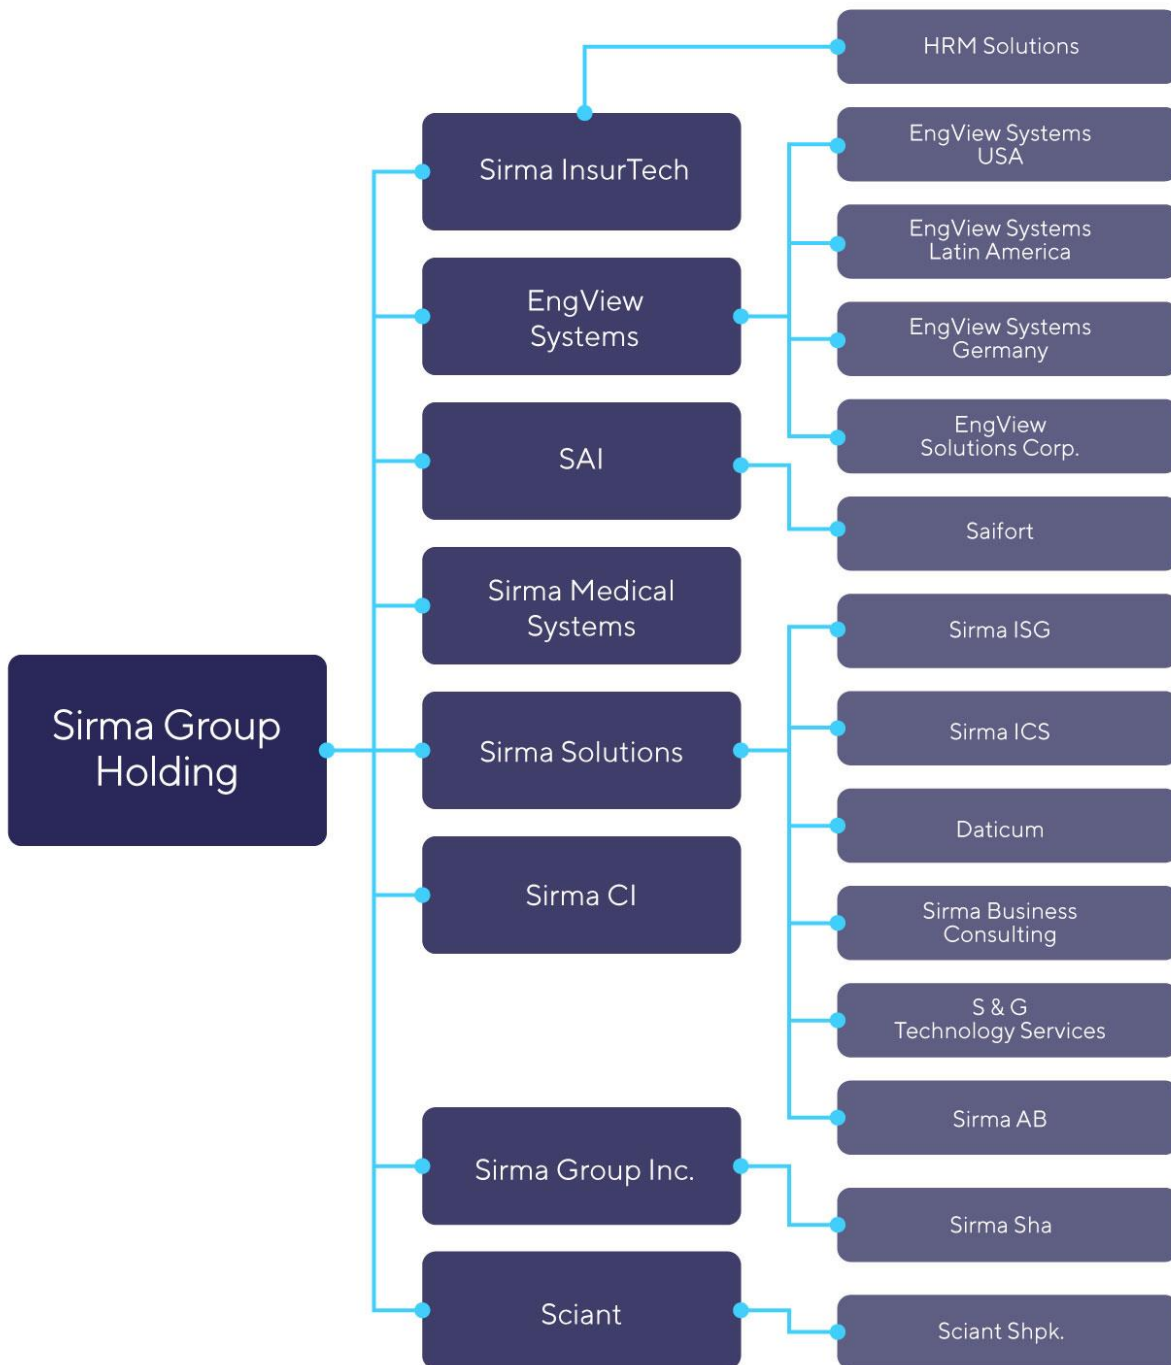 Sirma Group
Holding
Sirma InsurTech
EngView
Systems
SAI
Sirma Medical
Systems
Sirma Solutions
Sirma CI
Sirma Group Inc.
Sciant
HRM Solutions
EngView Systems
USA
EngView Systems
Latin America
EngView Systems
Germany
EngView
Solutions Corp.
Saifort
Sirma ISG
Sirma ICS
Daticum
Sirma Business
Consulting
S & G
Technology Services
Sirma AB
Sirma Sha
Sciant Shpk.